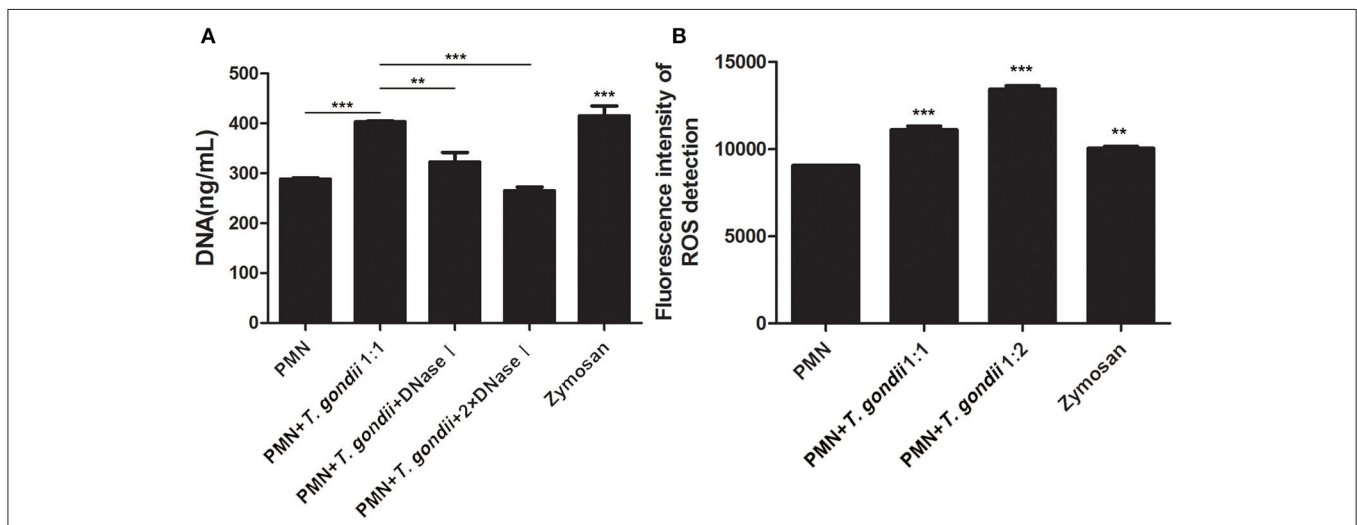 A
DNA(ng/mL)
500
400
300
200
100
0
***
**
***
***
PMN
PMN+T. gondii 1:1
PMN+T. gondii+DNase I
PMN+T. gondii+2×DNase I
Zymosan
B
Fluorescence intensity of
ROS detection
15000
10000
5000
0
***
***
**
PMN
PMN+T. gondii 1:1
PMN+T. gondii 1:2
Zymosan